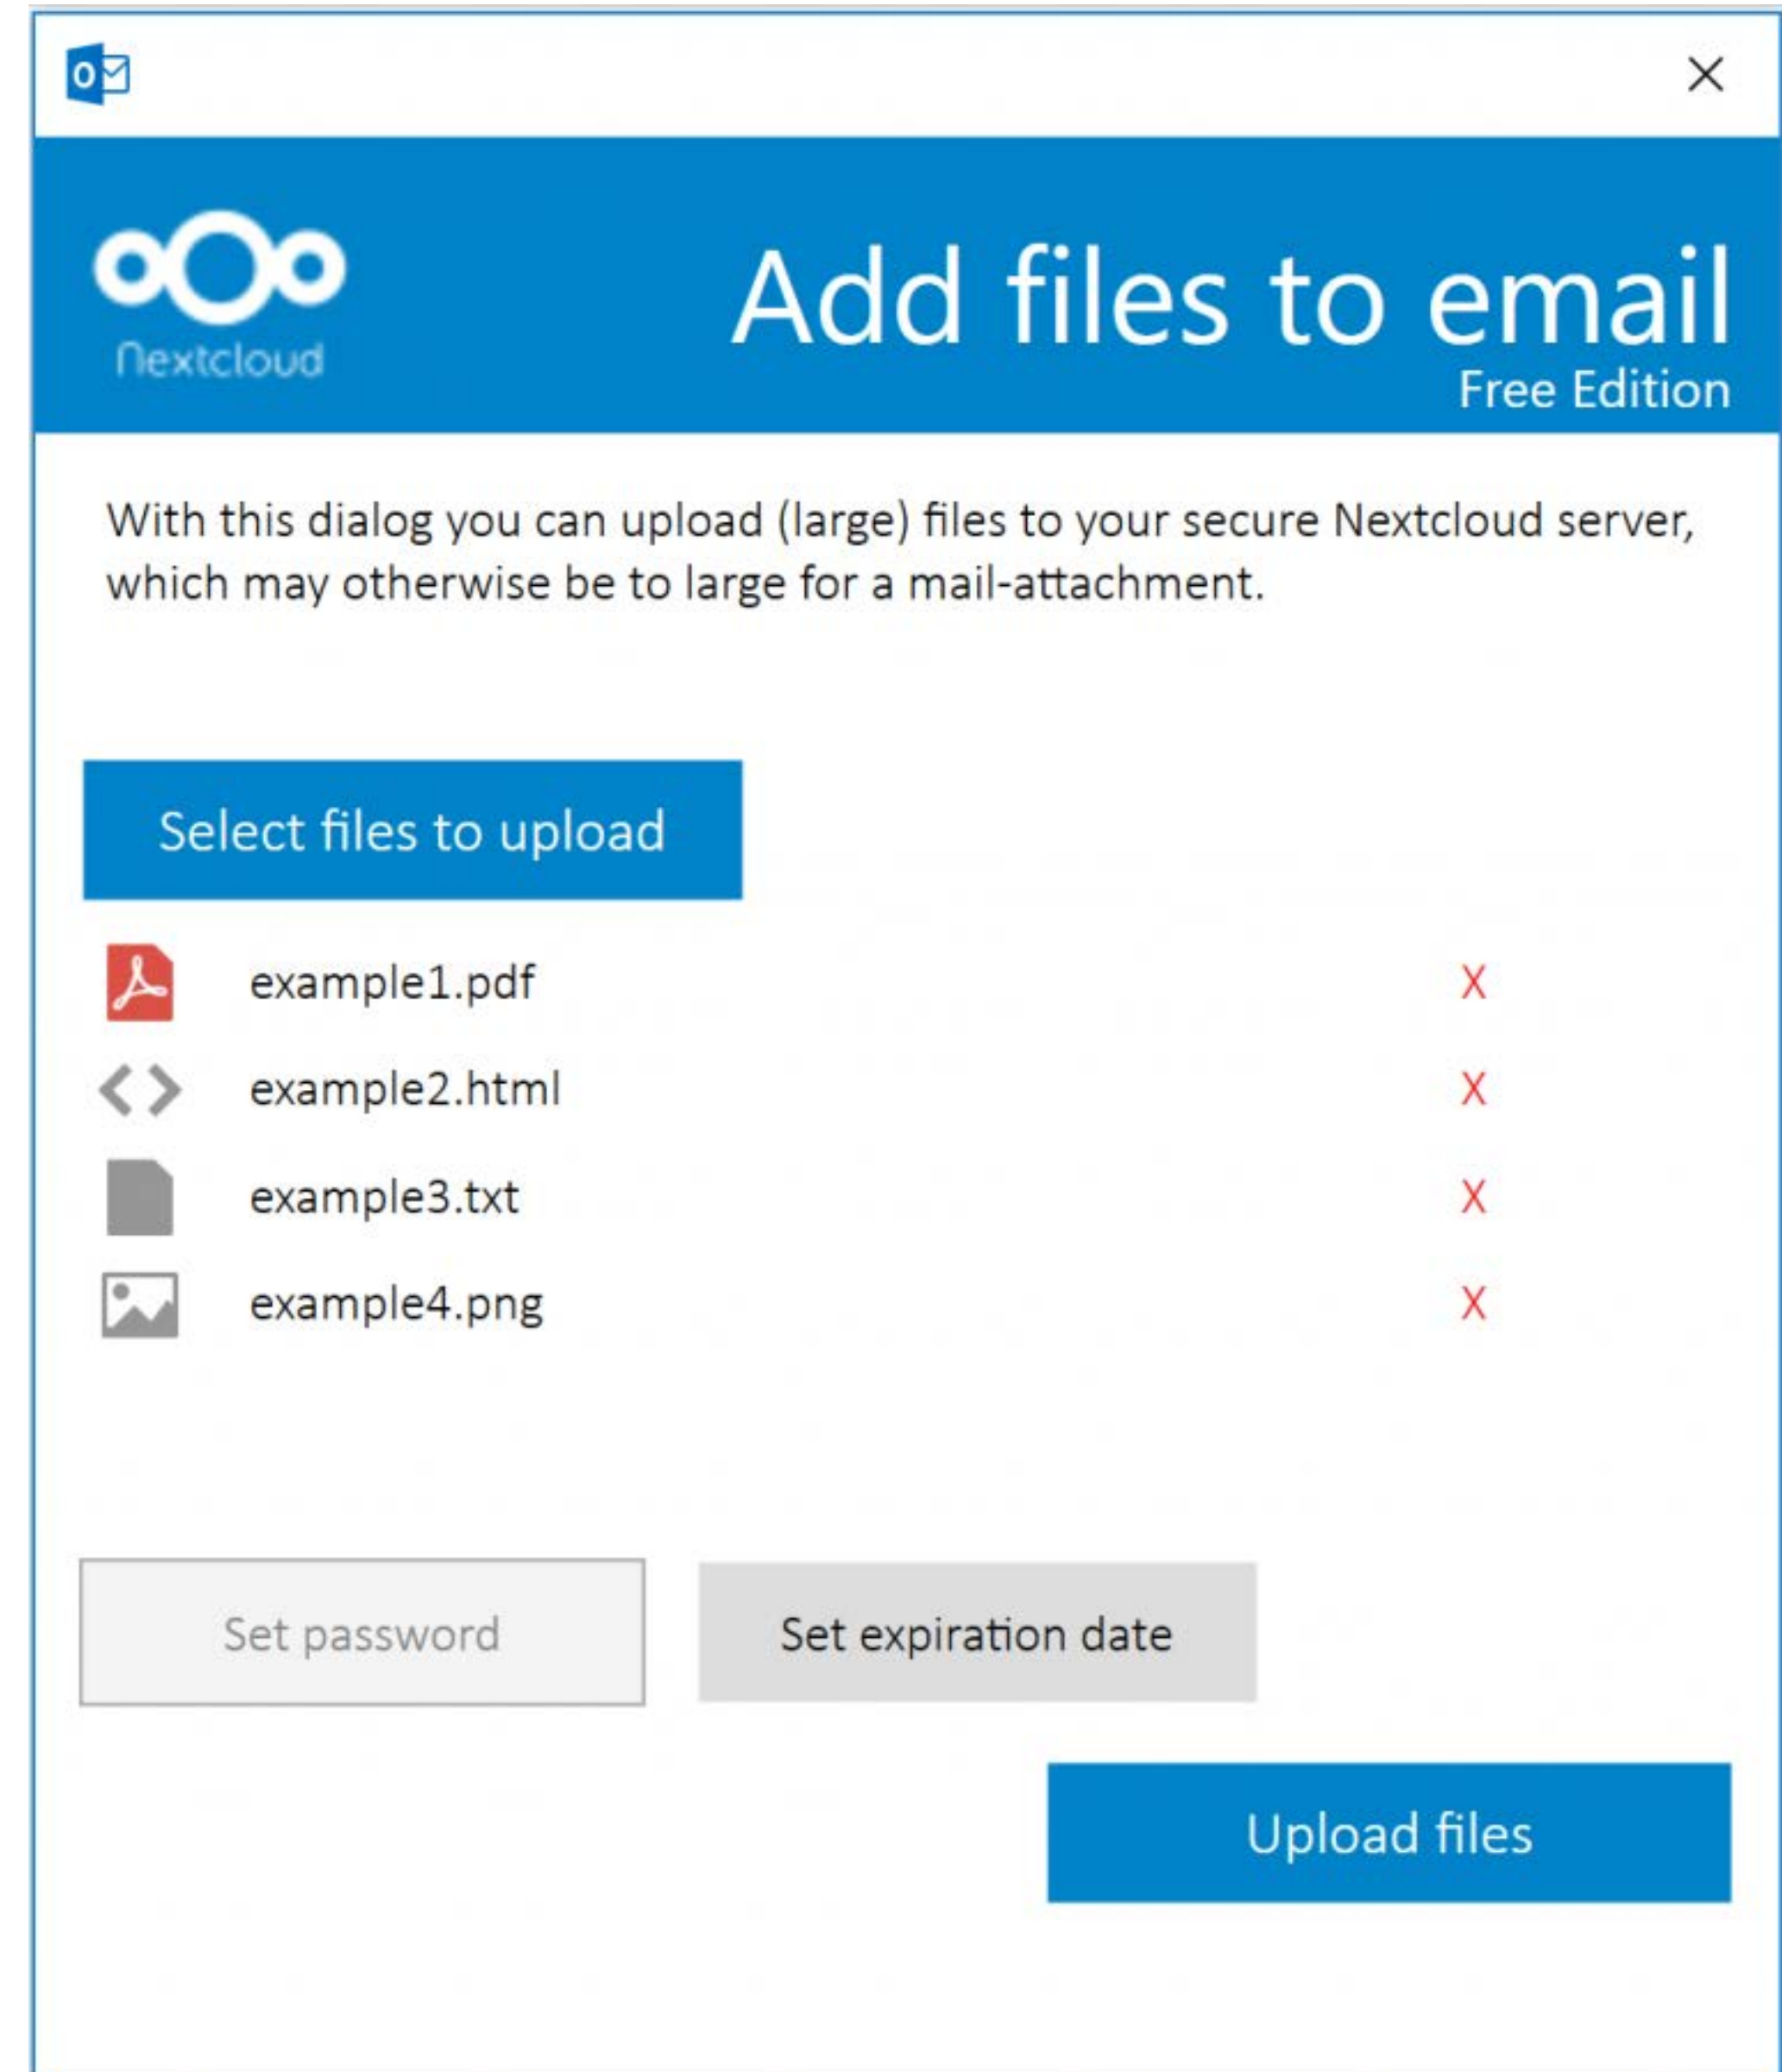 Nextcloud
Add files to email
Free Edition
With this dialog you can upload (large) files to your secure Nextcloud server,
which may otherwise be to large for a mail-attachment.
Select files to upload
example1.pdf X
example2.html X
example3.txt X
example4.png X
Set password
Set expiration date
Upload files